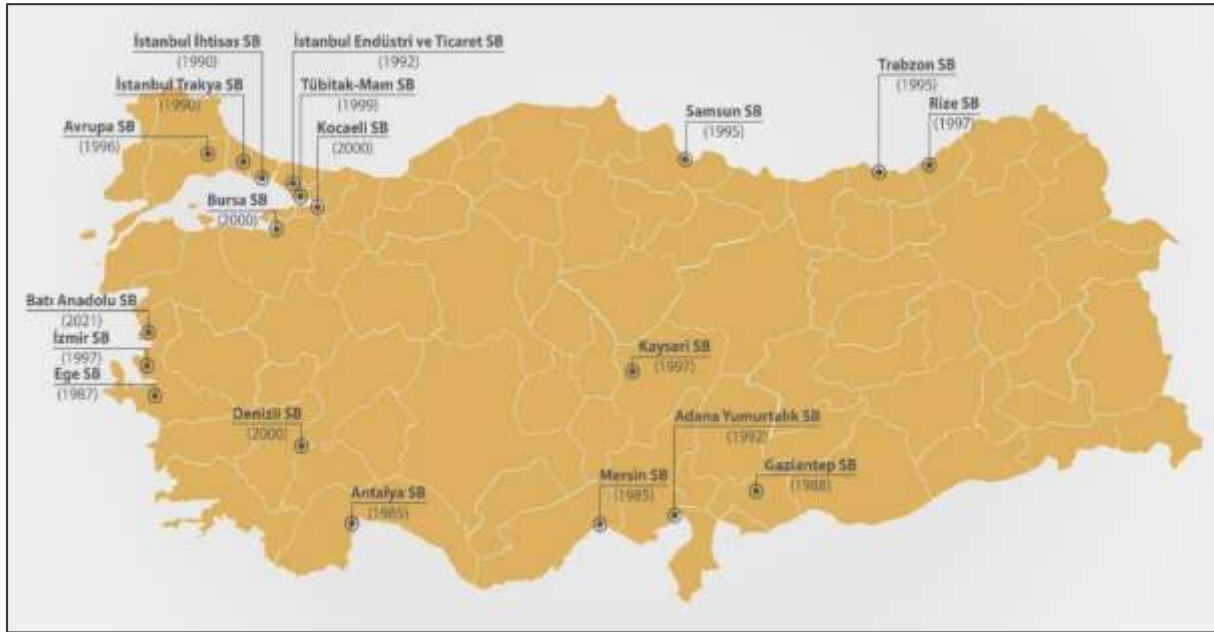 İstanbul İhtisas SB
(1990)
İstanbul Endüstri ve Ticaret SB
(1992)
İstanbul Trakya SB
(1990)
Tübitak-Mam SB
(1999)
Avrupa SB
(1996)
Kocaeli SB
(2000)
Bursa SB
(2000)
Samsun SB
(1995)
Trabzon SB
(1995)
Rize SB
(1997)
Batı Anadolu SB
(2021)
İzmir SB
(1997)
Ege SB
(1987)
Kayseri SB
(1997)
Denizli SB
(2000)
Adana Yumurtalık SB
(1992)
Gaziantep SB
(1988)
Mersin SB
(1985)
Antalya SB
(1985)